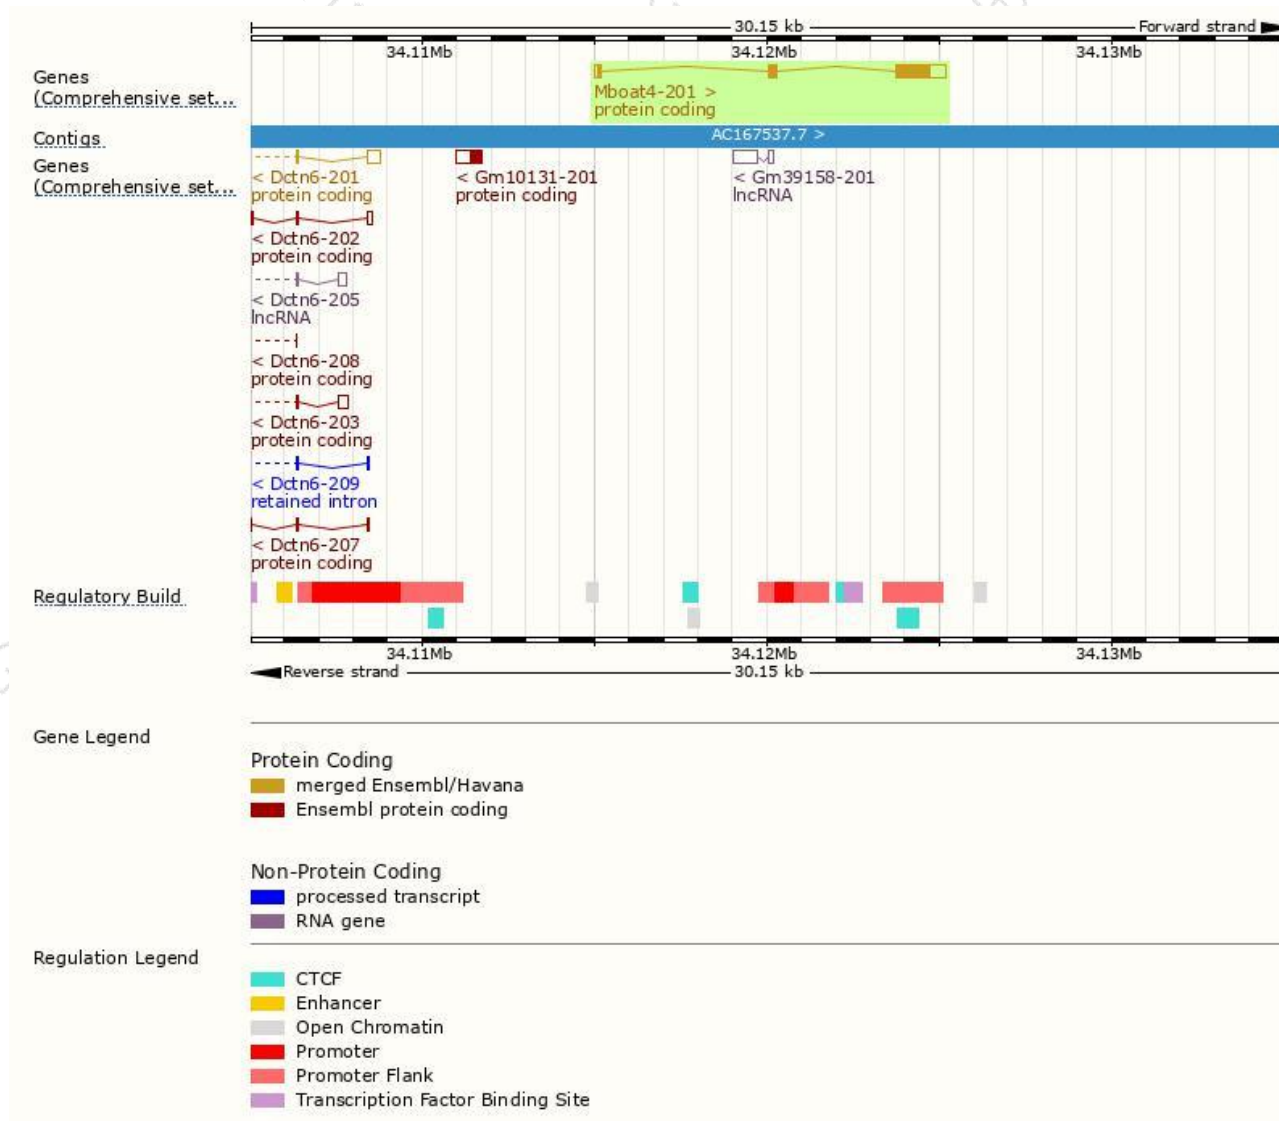 30.15 kb
Forward strand
34.11Mb 34.12Mb 34.13Mb
Genes
(Comprehensive set...
Mboat4-201 >
protein coding
Contigs
AC167537.7 >
Genes
(Comprehensive set...
< Dctn6-201
protein coding
< Gm10131-201
protein coding
< Gm39158-201
lncRNA
< Dctn6-202
protein coding
< Dctn6-205
lncRNA
< Dctn6-208
protein coding
< Dctn6-203
protein coding
< Dctn6-209
retained intron
< Dctn6-207
protein coding
Regulatory Build
34.11Mb 34.12Mb 34.13Mb
Reverse strand
30.15 kb
Gene Legend
Protein Coding
merged Ensembl/Havana
Ensembl protein coding
Non-Protein Coding
processed transcript
RNA gene
Regulation Legend
CTCF
Enhancer
Open Chromatin
Promoter
Promoter Flank
Transcription Factor Binding Site